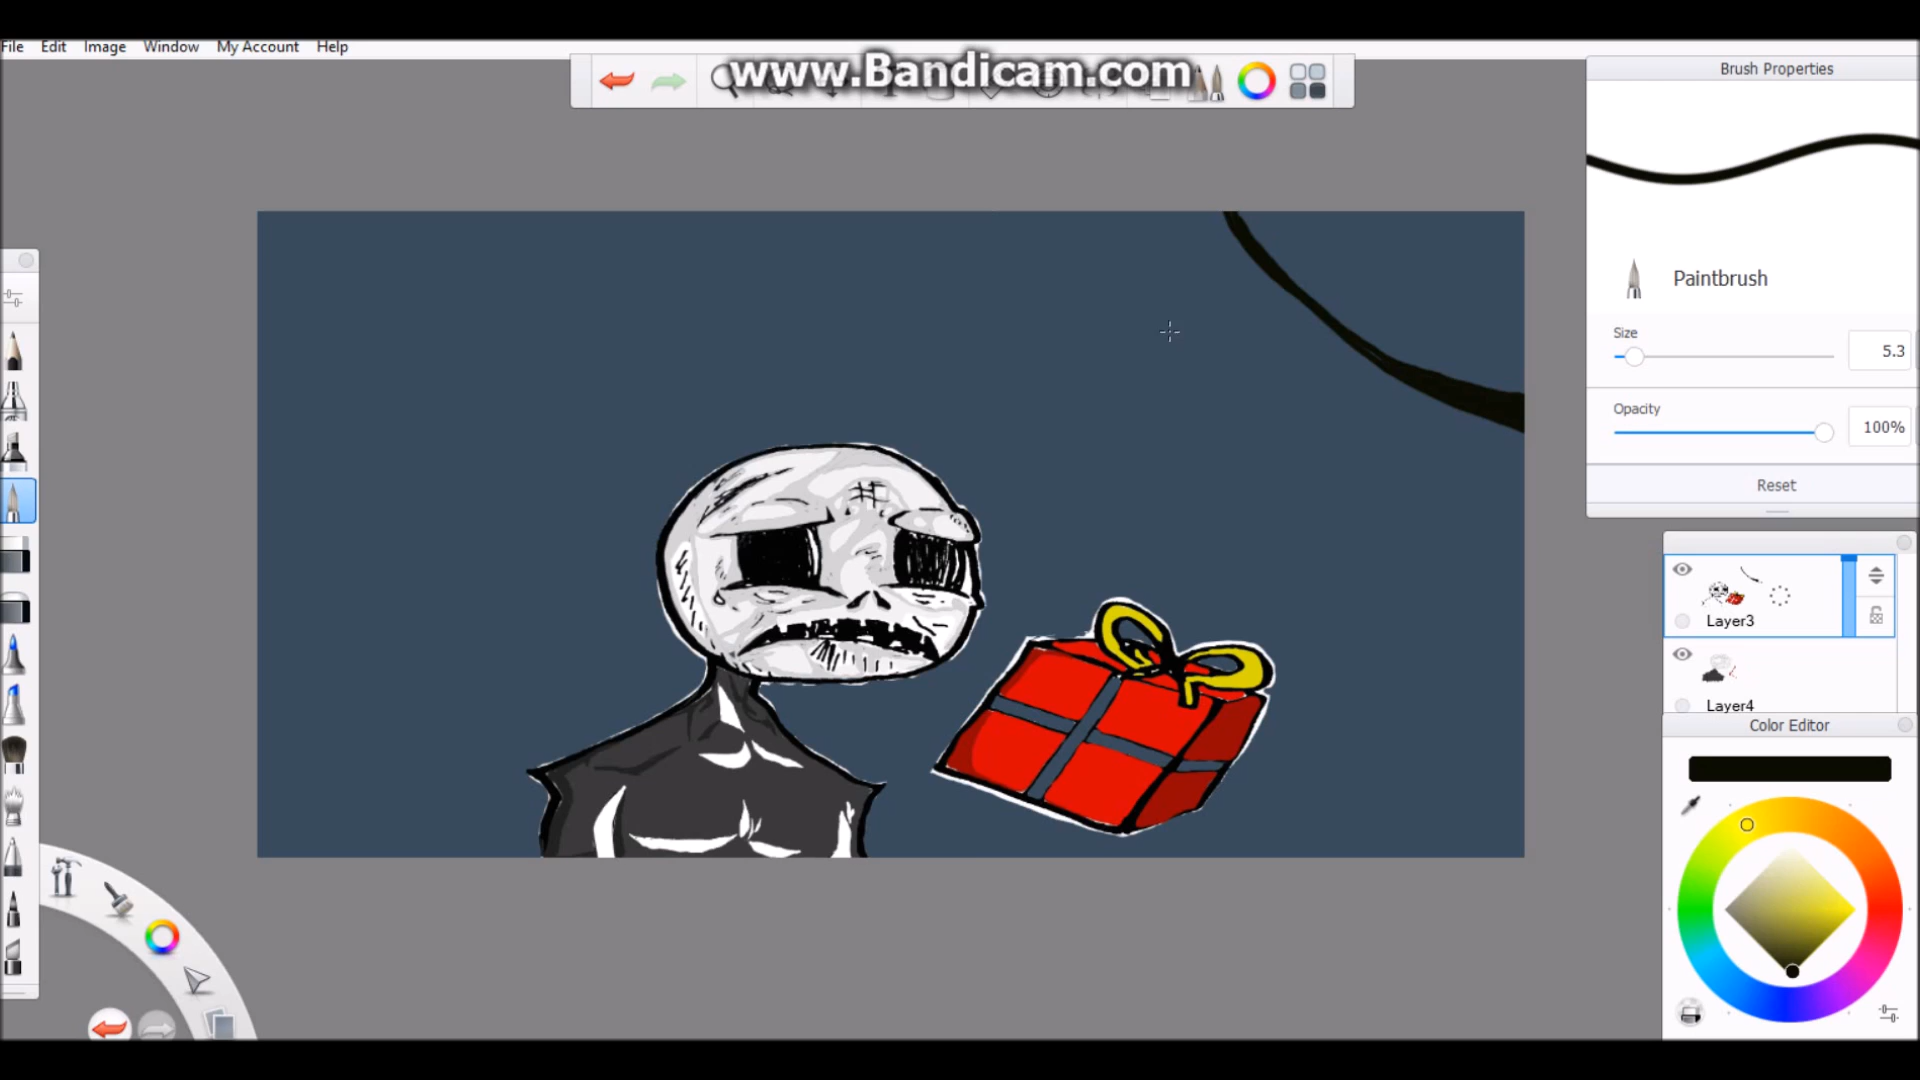 File Edit Image Window My Account Help
www.Bandicam.com
Brush Properties
Paintbrush
Size
5.3
Opacity
100%
Reset
Layer3
Layer4
Color Editor